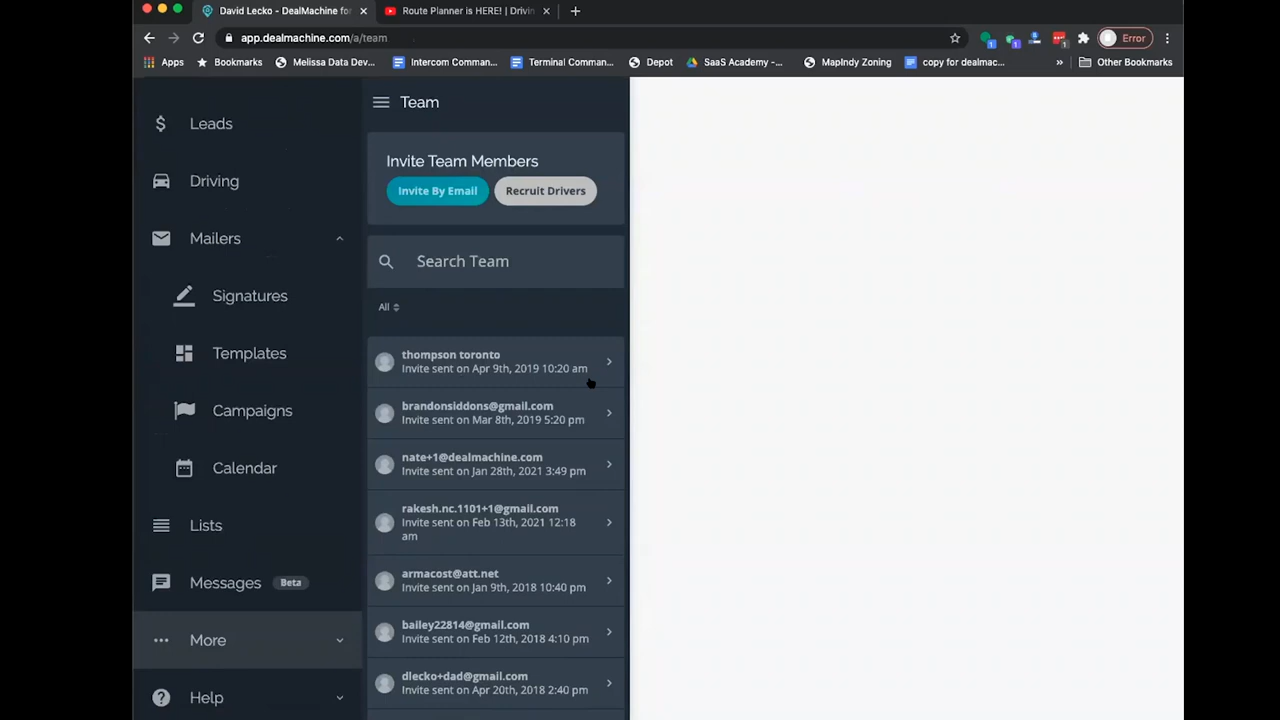 David Lecko - DealMachine for
Route Planner is HERE! | Drivin
app.dealmachine.com/a/team
Error
Apps
Bookmarks
Melissa Data Dev...
Intercom Comman...
Terminal Comman...
Depot
SaaS Academy -...
MapIndy Zoning
copy for dealmac...
»
Other Bookmarks
Leads
Driving
Mailers
Signatures
Templates
Campaigns
Calendar
Lists
Messages Beta
More
Help
Team
Invite Team Members
Invite By Email
Recruit Drivers
Search Team
All
thompson toronto
Invite sent on Apr 9th, 2019 10:20 am
brandonsiddons@gmail.com
Invite sent on Mar 8th, 2019 5:20 pm
nate+1@dealmachine.com
Invite sent on Jan 28th, 2021 3:49 pm
rakesh.nc.1101+1@gmail.com
Invite sent on Feb 13th, 2021 12:18
am
armacost@att.net
Invite sent on Jan 9th, 2018 10:40 pm
bailey22814@gmail.com
Invite sent on Feb 12th, 2018 4:10 pm
dlecko+dad@gmail.com
Invite sent on Apr 20th, 2018 2:40 pm